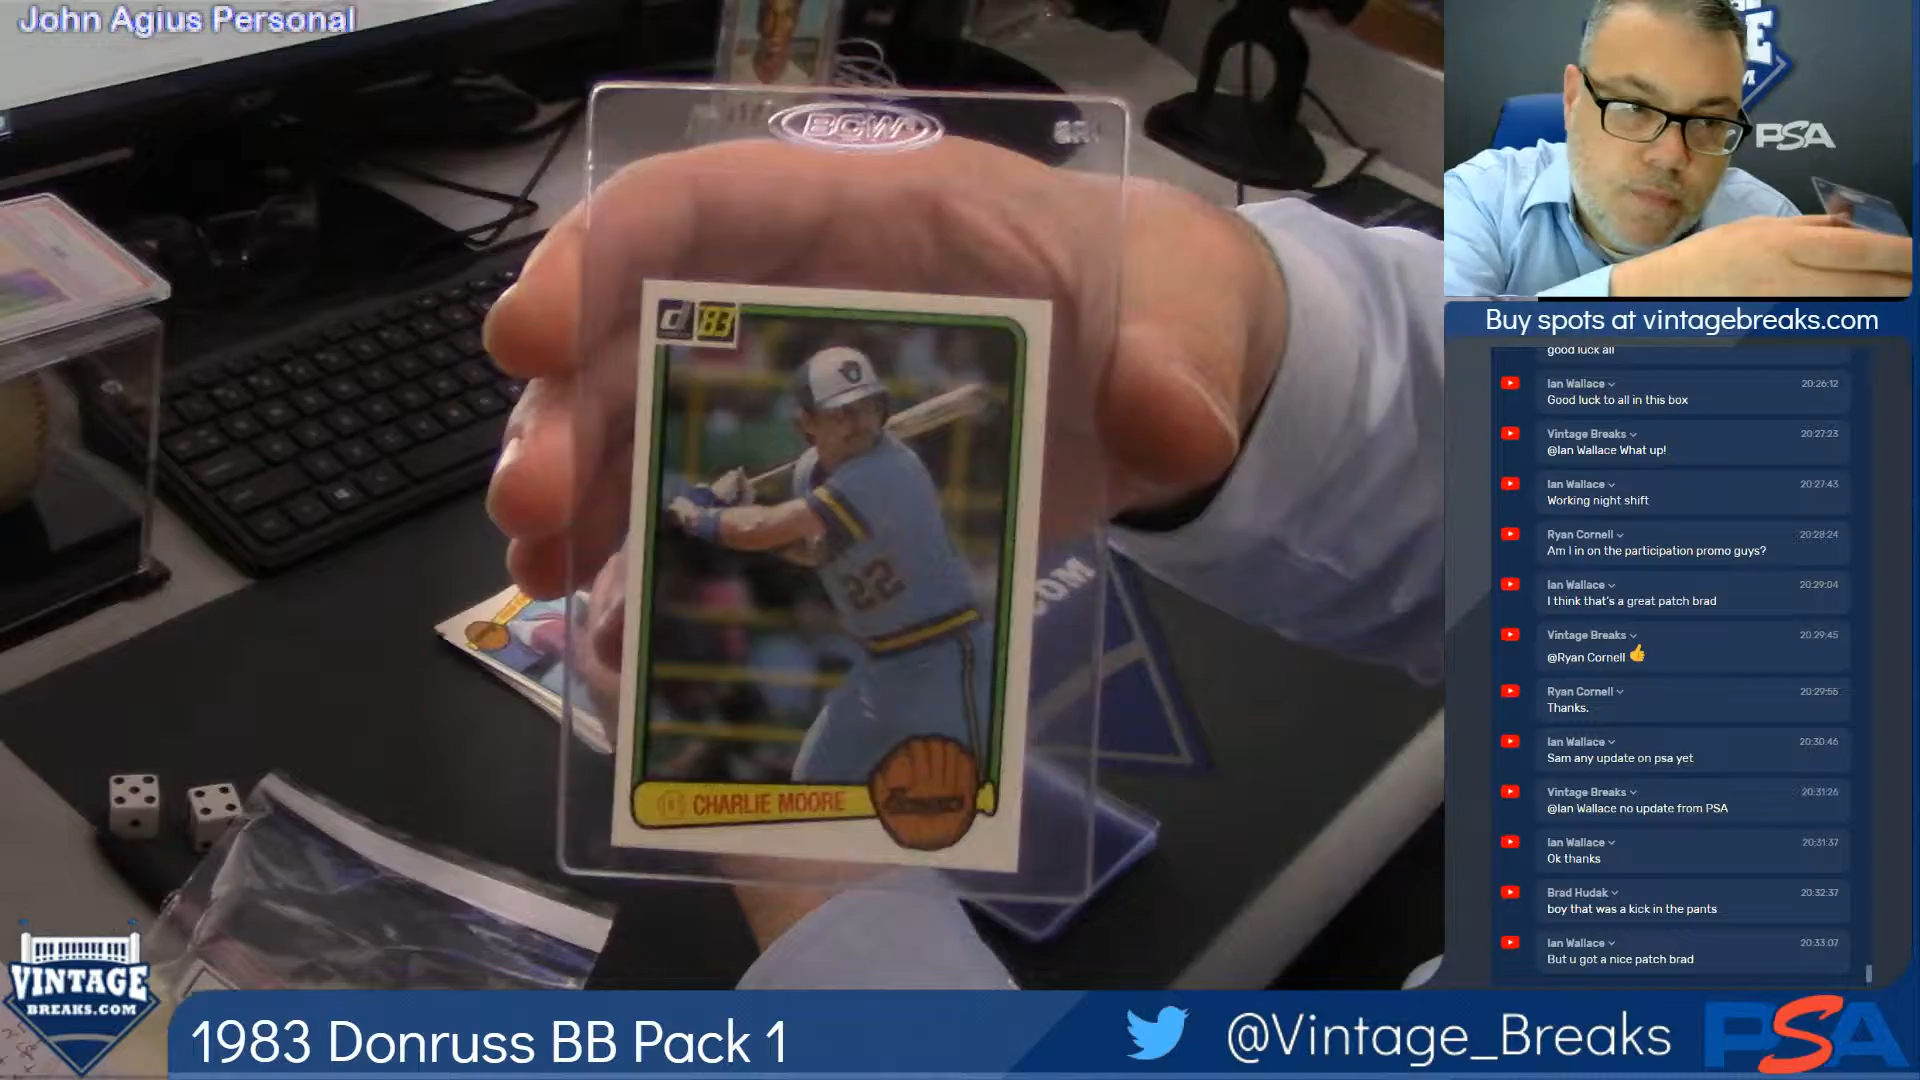 John Agius Personal
BCW
d 83
22
CHARLIE MOORE
.COM
PSA
Buy spots at vintagebreaks.com
good luck all
Ian Wallace 20:26:12
Good luck to all in this box
Vintage Breaks 20:27:23
@Ian Wallace What up!
Ian Wallace 20:27:43
Working night shift
Ryan Cornell 20:28:24
Am I in on the participation promo guys?
Ian Wallace 20:29:04
I think that's a great patch brad
Vintage Breaks 20:29:45
@Ryan Cornell 👍
Ryan Cornell 20:29:55
Thanks.
Ian Wallace 20:30:46
Sam any update on psa yet
Vintage Breaks 20:31:26
@Ian Wallace no update from PSA
Ian Wallace 20:31:37
Ok thanks
Brad Hudak 20:32:37
boy that was a kick in the pants
Ian Wallace 20:33:07
But u got a nice patch brad
VINTAGE
BREAKS.COM
1983 Donruss BB Pack 1
@Vintage_Breaks
PSA